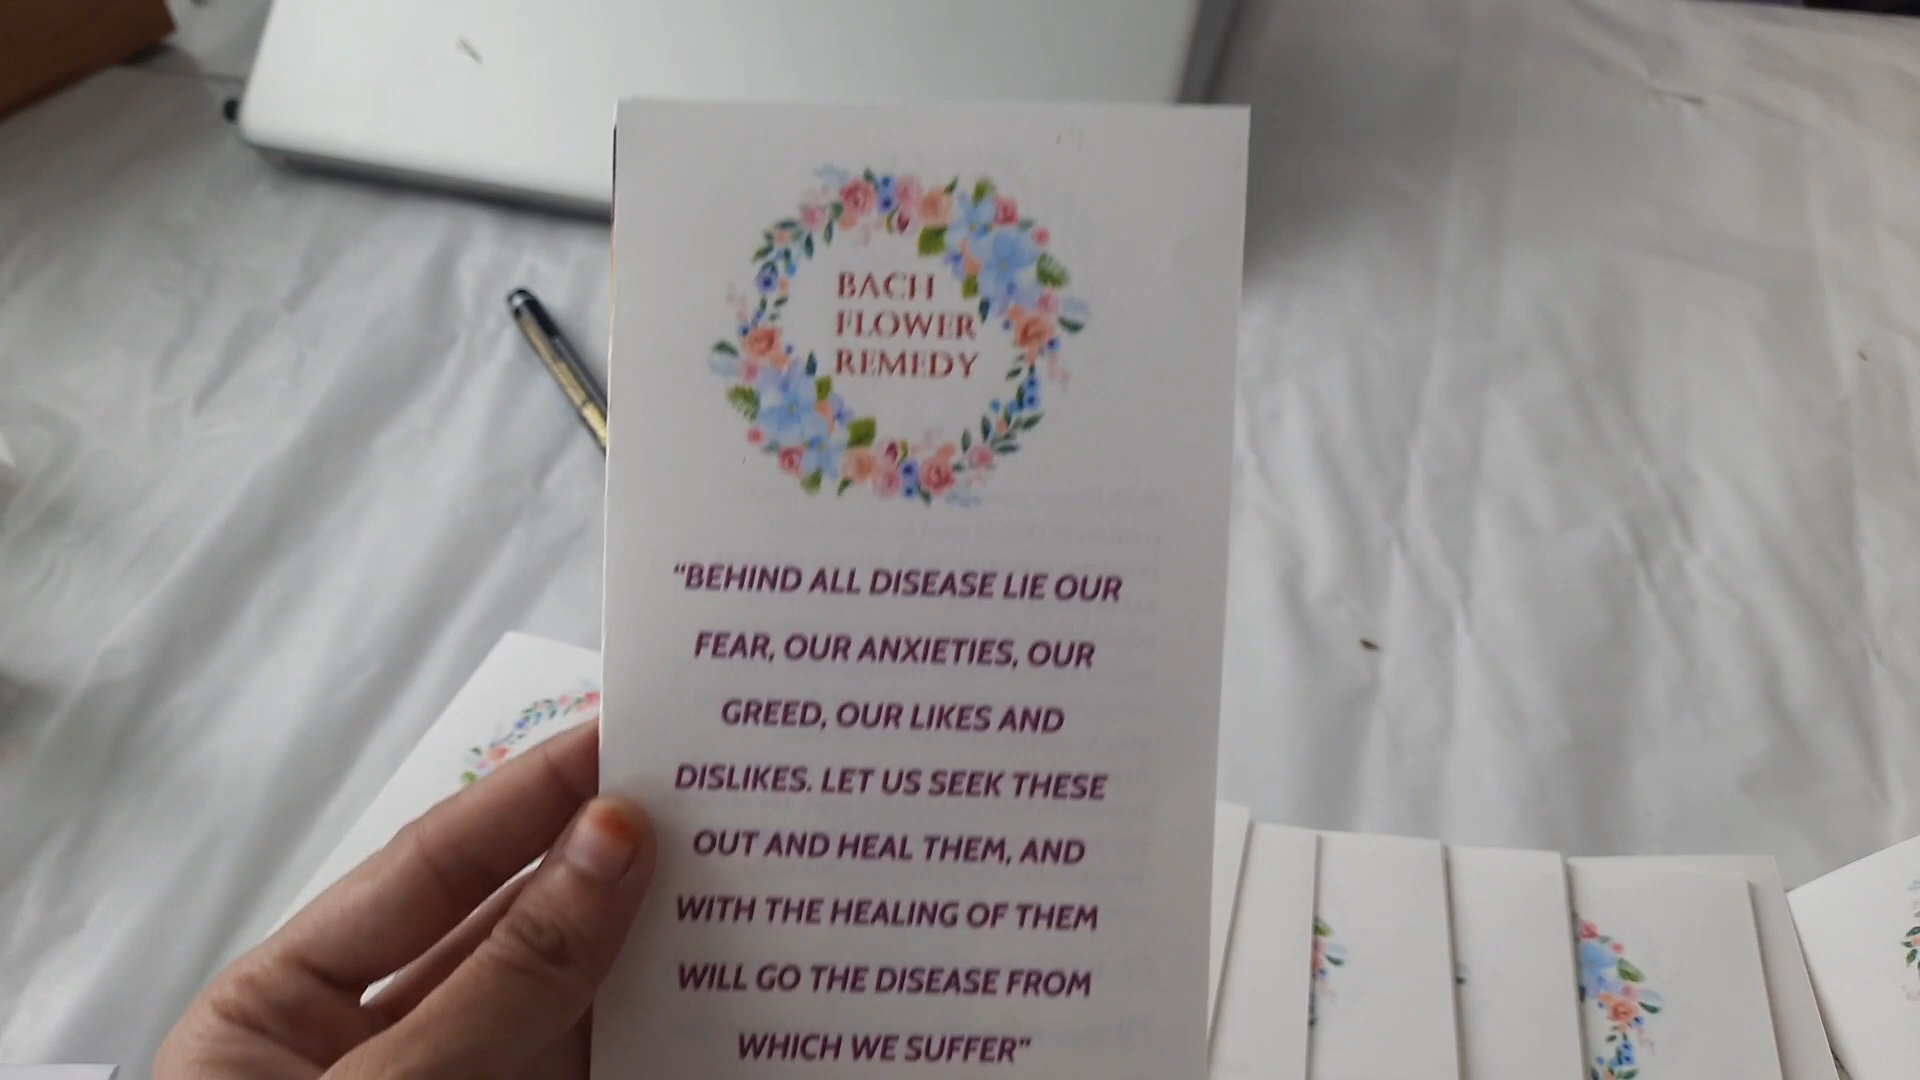 BACH
FLOWER
REMEDY
"BEHIND ALL DISEASE LIE OUR
FEAR, OUR ANXIETIES, OUR
GREED, OUR LIKES AND
DISLIKES. LET US SEEK THESE
OUT AND HEAL THEM, AND
WITH THE HEALING OF THEM
WILL GO THE DISEASE FROM
WHICH WE SUFFER"